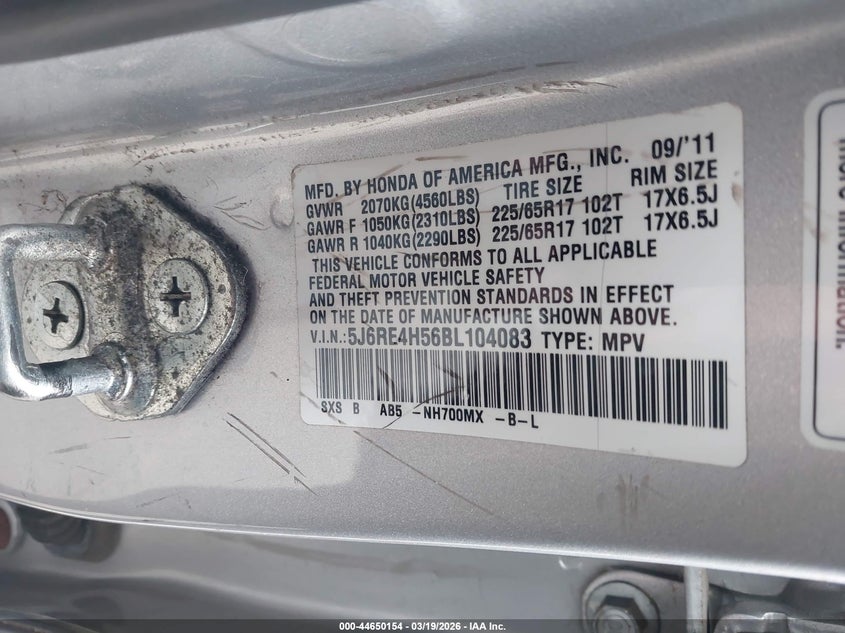 MFD. BY HONDA OF AMERICA MFG., INC. 09/'11
GVWR 2070KG(4560LBS) TIRE SIZE RIM SIZE
GAWR F 1050KG(2310LBS) 225/65R17 102T 17X6.5J
GAWR R 1040KG(2290LBS) 225/65R17 102T 17X6.5J
THIS VEHICLE CONFORMS TO ALL APPLICABLE
FEDERAL MOTOR VEHICLE SAFETY
AND THEFT PREVENTION STANDARDS IN EFFECT
ON THE DATE OF MANUFACTURE SHOWN ABOVE.
V.I.N.:5J6RE4H56BL104083 TYPE: MPV
SXS B AB5 -NH700MX -B-L
more information.
000-44650154 - 03/19/2026 - IAA Inc.